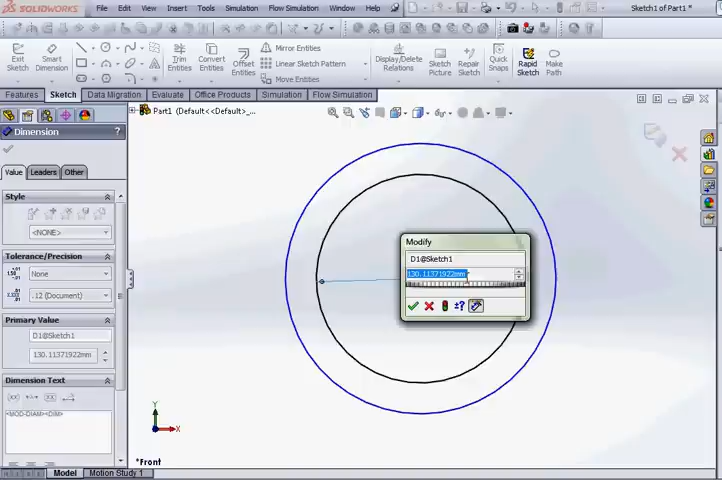 SOLIDWORKS File Edit View Insert Tools Simulation Flow Simulation Window Sketch1 of Part1 *
Exit Sketch
Smart Dimension
Trim Entities
Convert Entities
Offset Entities
Mirror Entities
Linear Sketch Pattern
Move Entities
Display/Delete Relations
Sketch Picture
Repair Sketch
Quick Snaps
Rapid Sketch
Make Path
Features Sketch Data Migration Evaluate Office Products Simulation Flow Simulation
Part1 (Default<<Default>_...
Dimension ?
Value Leaders Other
Style
<NONE>
Tolerance/Precision
None
.12 (Document)
Primary Value
D1@Sketch1
130.11371922mm
Dimension Text
<MOD-DIAM><DIM>
Modify
D1@Sketch1
130.11371922mm
±?
Y
X
*Front
Model Motion Study 1